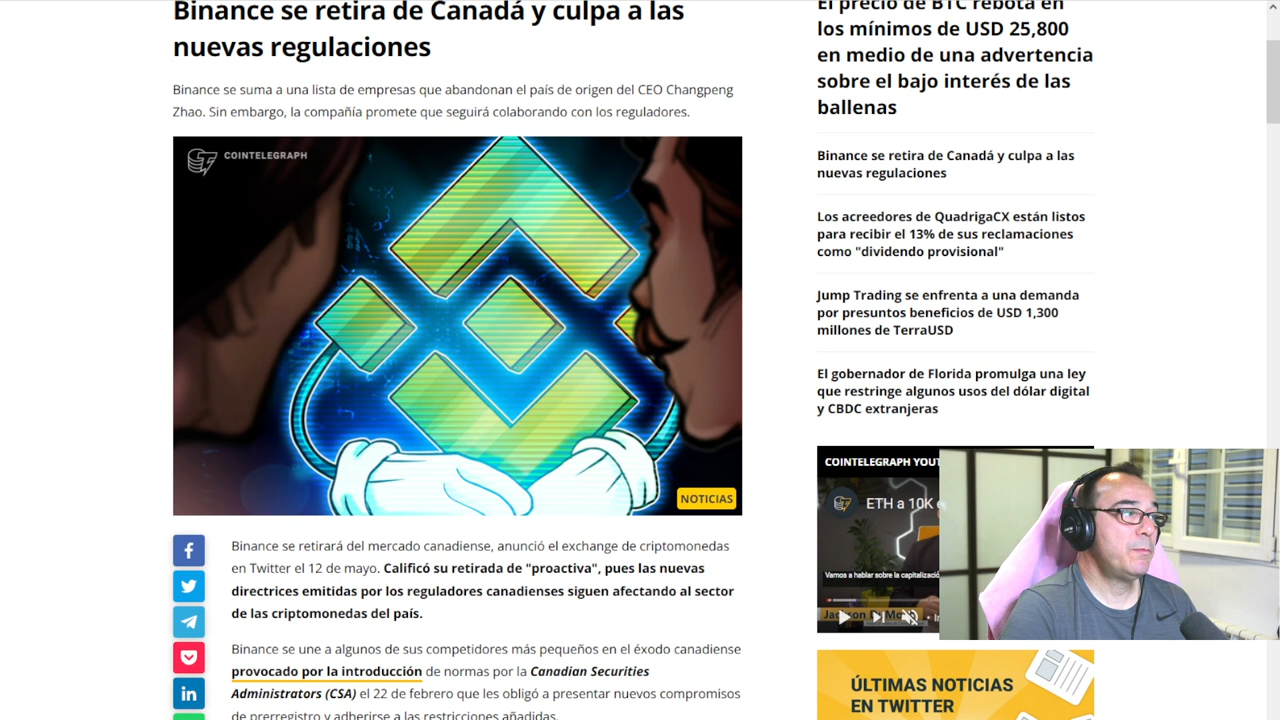 Binance se retira de Canadá y culpa a las
nuevas regulaciones
Binance se suma a una lista de empresas que abandonan el país de origen del CEO Changpeng
Zhao. Sin embargo, la compañía promete que seguirá colaborando con los reguladores.
COINTELEGRAPH
NOTICIAS
Binance se retirará del mercado canadiense, anunció el exchange de criptomonedas
en Twitter el 12 de mayo. Calificó su retirada de "proactiva", pues las nuevas
directrices emitidas por los reguladores canadienses siguen afectando al sector
de las criptomonedas del país.
Binance se une a algunos de sus competidores más pequeños en el éxodo canadiense
provocado por la introducción de normas por la Canadian Securities
Administrators (CSA) el 22 de febrero que les obligó a presentar nuevos compromisos
de prerregistro y adherirse a las restricciones añadidas.
El precio de BTC rebota en
los mínimos de USD 25,800
en medio de una advertencia
sobre el bajo interés de las
ballenas
Binance se retira de Canadá y culpa a las
nuevas regulaciones
Los acreedores de QuadrigaCX están listos
para recibir el 13% de sus reclamaciones
como "dividendo provisional"
Jump Trading se enfrenta a una demanda
por presuntos beneficios de USD 1,300
millones de TerraUSD
El gobernador de Florida promulga una ley
que restringe algunos usos del dólar digital
y CBDC extranjeras
COINTELEGRAPH YOUT
ETH a 10K e
Vamos a hablar sobre la capitalizació
ÚLTIMAS NOTICIAS
EN TWITTER